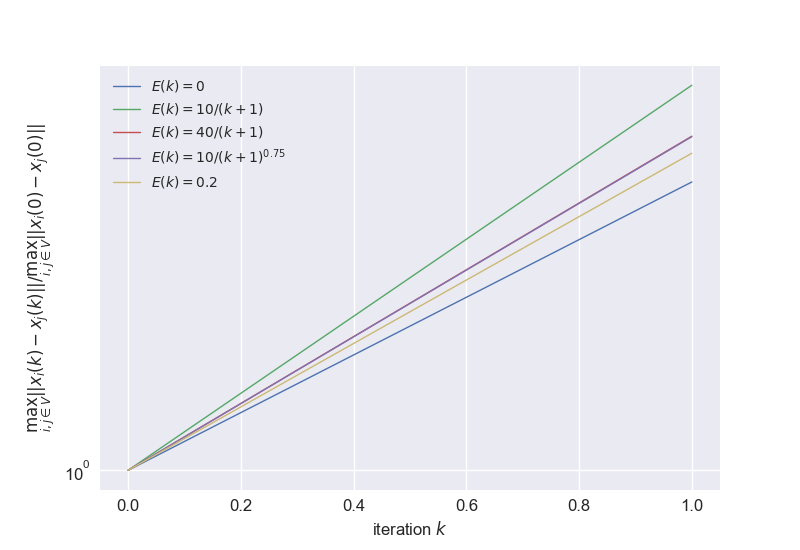 E(k) = 0
E(k) = 10/(k + 1)
E(k) = 40/(k + 1)
E(k) = 10/(k + 1)^0.75
E(k) = 0.2
max_{i,j∈V} ||x_i(k) − x_j(k)||/max_{i,j∈V} ||x_i(0) − x_j(0)||
10^0
0.0 0.2 0.4 0.6 0.8 1.0
iteration k